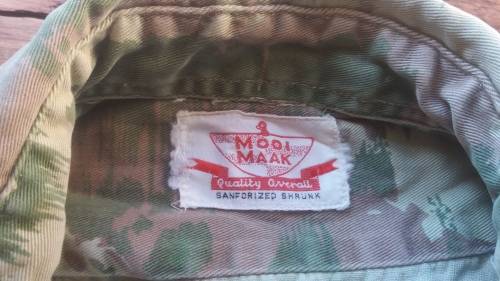 MOOI
MAAK
Quality Overall
SANFORIZED SHRUNK